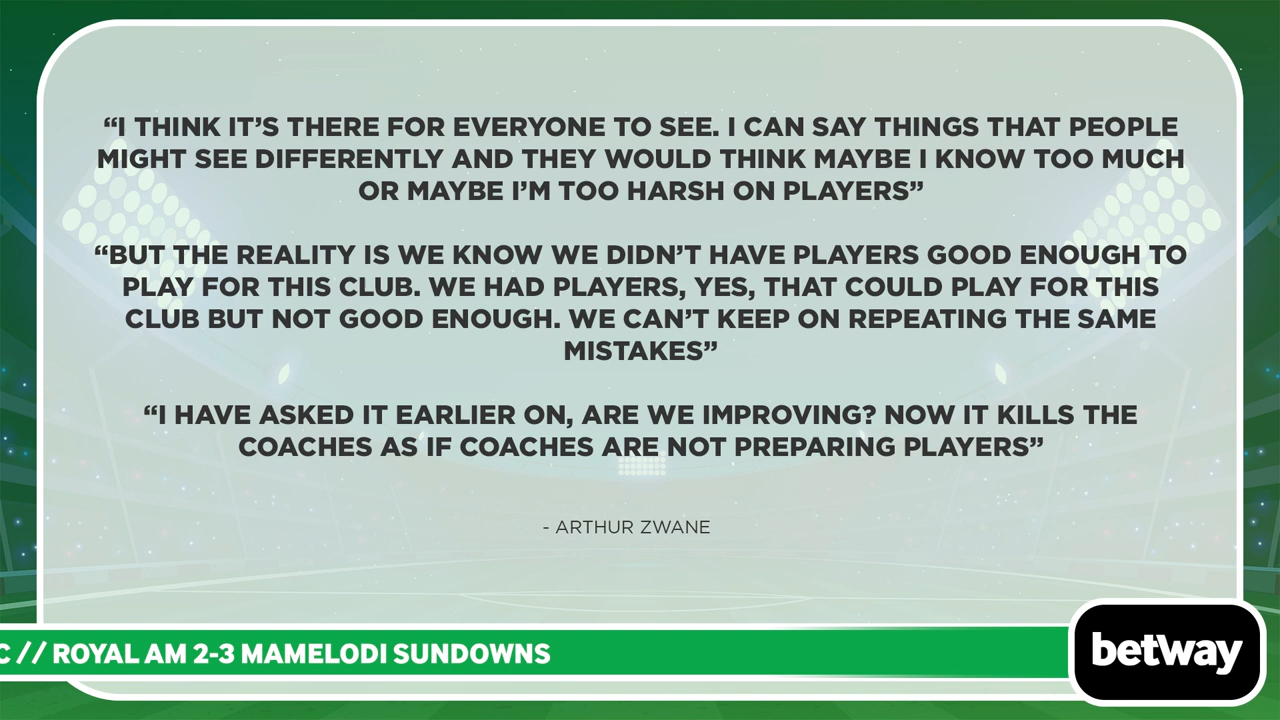 “I THINK IT’S THERE FOR EVERYONE TO SEE. I CAN SAY THINGS THAT PEOPLE
MIGHT SEE DIFFERENTLY AND THEY WOULD THINK MAYBE I KNOW TOO MUCH
OR MAYBE I’M TOO HARSH ON PLAYERS”
“BUT THE REALITY IS WE KNOW WE DIDN’T HAVE PLAYERS GOOD ENOUGH TO
PLAY FOR THIS CLUB. WE HAD PLAYERS, YES, THAT COULD PLAY FOR THIS
CLUB BUT NOT GOOD ENOUGH. WE CAN’T KEEP ON REPEATING THE SAME
MISTAKES”
“I HAVE ASKED IT EARLIER ON, ARE WE IMPROVING? NOW IT KILLS THE
COACHES AS IF COACHES ARE NOT PREPARING PLAYERS”
- ARTHUR ZWANE
C // ROYAL AM 2-3 MAMELODI SUNDOWNS
betway